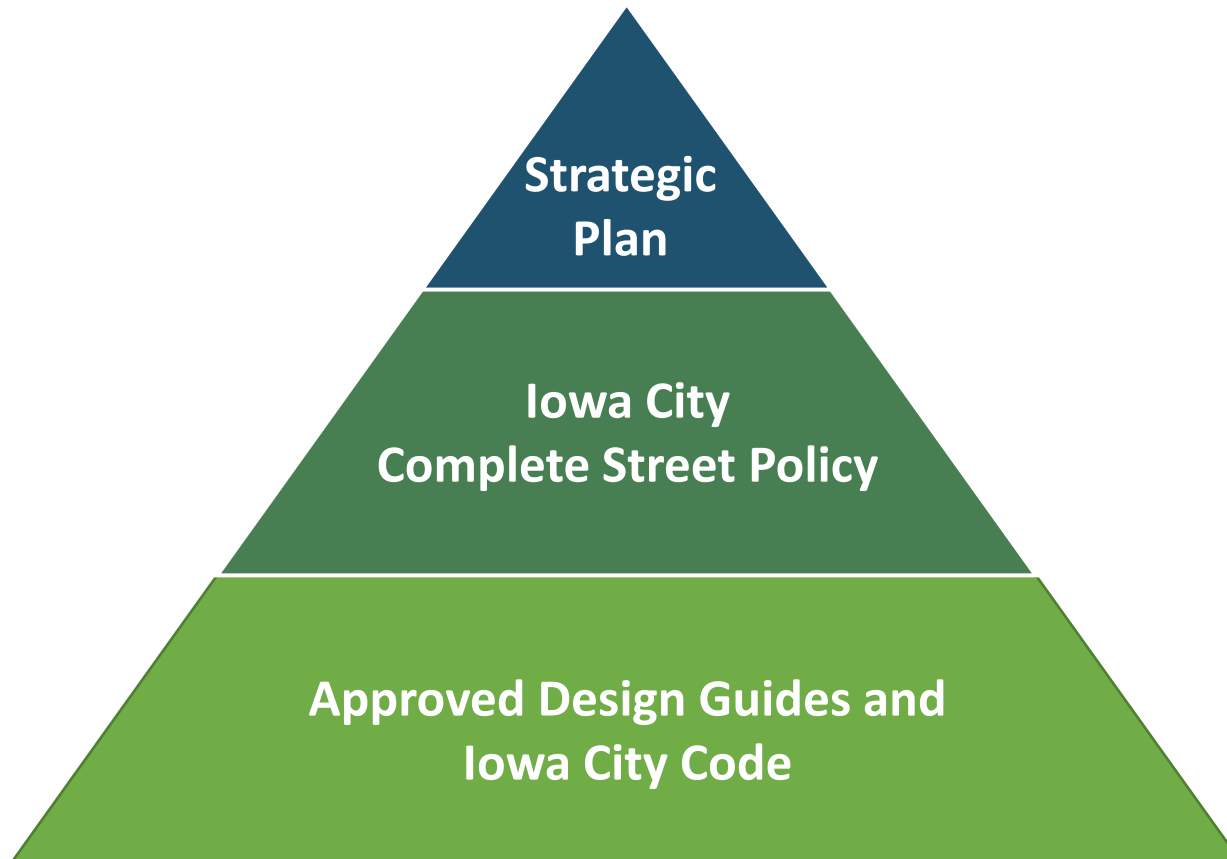 Strategic
Plan
Iowa City
Complete Street Policy
Approved Design Guides and
Iowa City Code